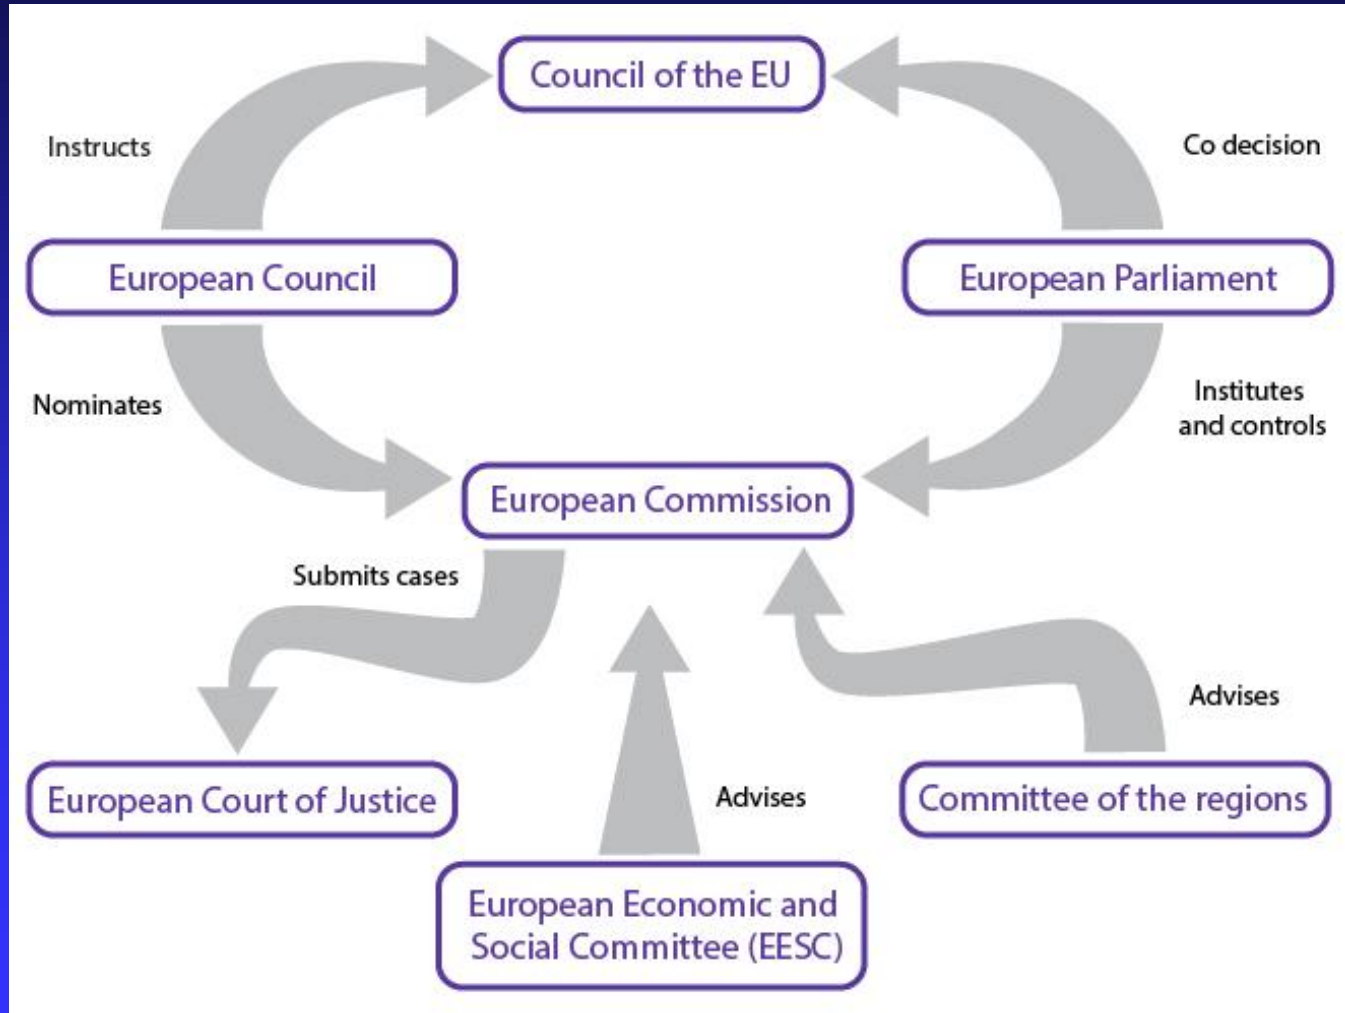 Council of the EU
Instructs
Co decision
European Council
European Parliament
Nominates
Institutes
and controls
European Commission
Submits cases
Advises
European Court of Justice
Advises
Committee of the regions
European Economic and
Social Committee (EESC)